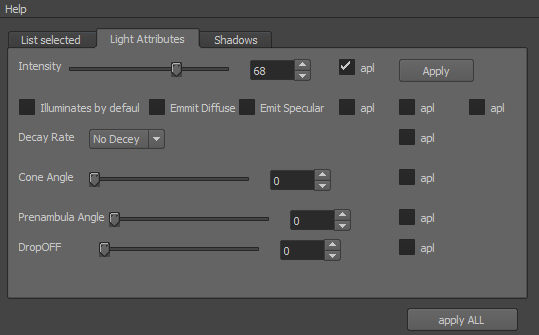 Help
List selected Light Attributes Shadows
Intensity 68 apl Apply
Illuminates by defaul Emmit Diffuse Emit Specular apl apl apl
Decay Rate No Decey apl
Cone Angle 0 apl
Prenambula Angle 0 apl
DropOFF 0 apl
apply ALL